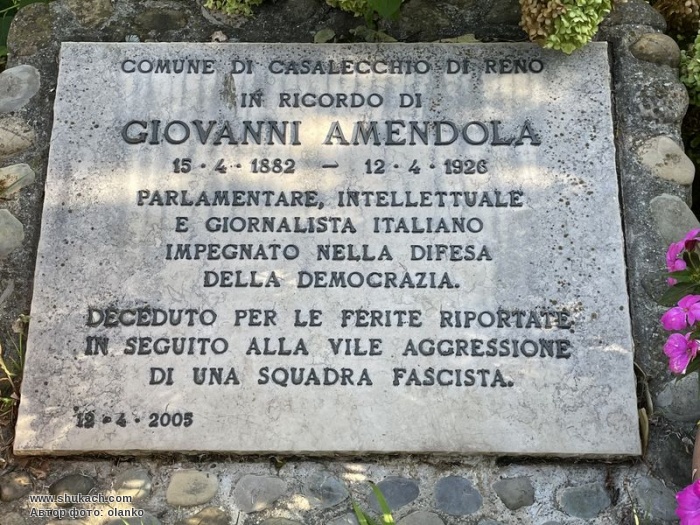 COMUNE DI CASALECCHIO DI RENO
IN RICORDO DI
GIOVANNI AMENDOLA
15 · 4 · 1882 — 12 · 4 · 1926
PARLAMENTARE, INTELLETTUALE
E GIORNALISTA ITALIANO
IMPEGNATO NELLA DIFESA
DELLA DEMOCRAZIA.
DECEDUTO PER LE FERITE RIPORTATE
IN SEGUITO ALLA VILE AGGRESSIONE
DI UNA SQUADRA FASCISTA.
12 · 4 · 2005
www.shukach.com
Автор фото: olanko